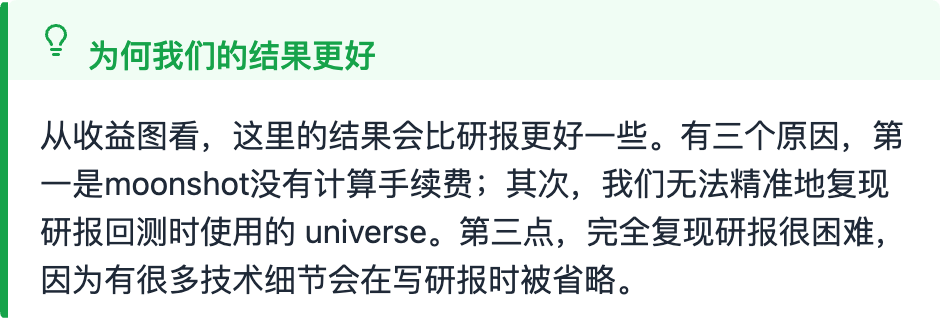 为何我们的结果更好
从收益图看，这里的结果会比研报更好一些。有三个原因，第
一是moonshot没有计算手续费；其次，我们无法精准地复现
研报回测时使用的 universe。第三点，完全复现研报很困难，
因为有很多技术细节会在写研报时被省略。